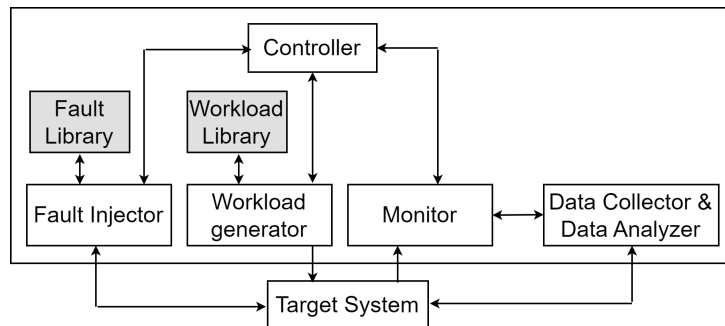 Controller
Fault
Library
Workload
Library
Fault Injector
Workload
generator
Monitor
Data Collector &
Data Analyzer
Target System